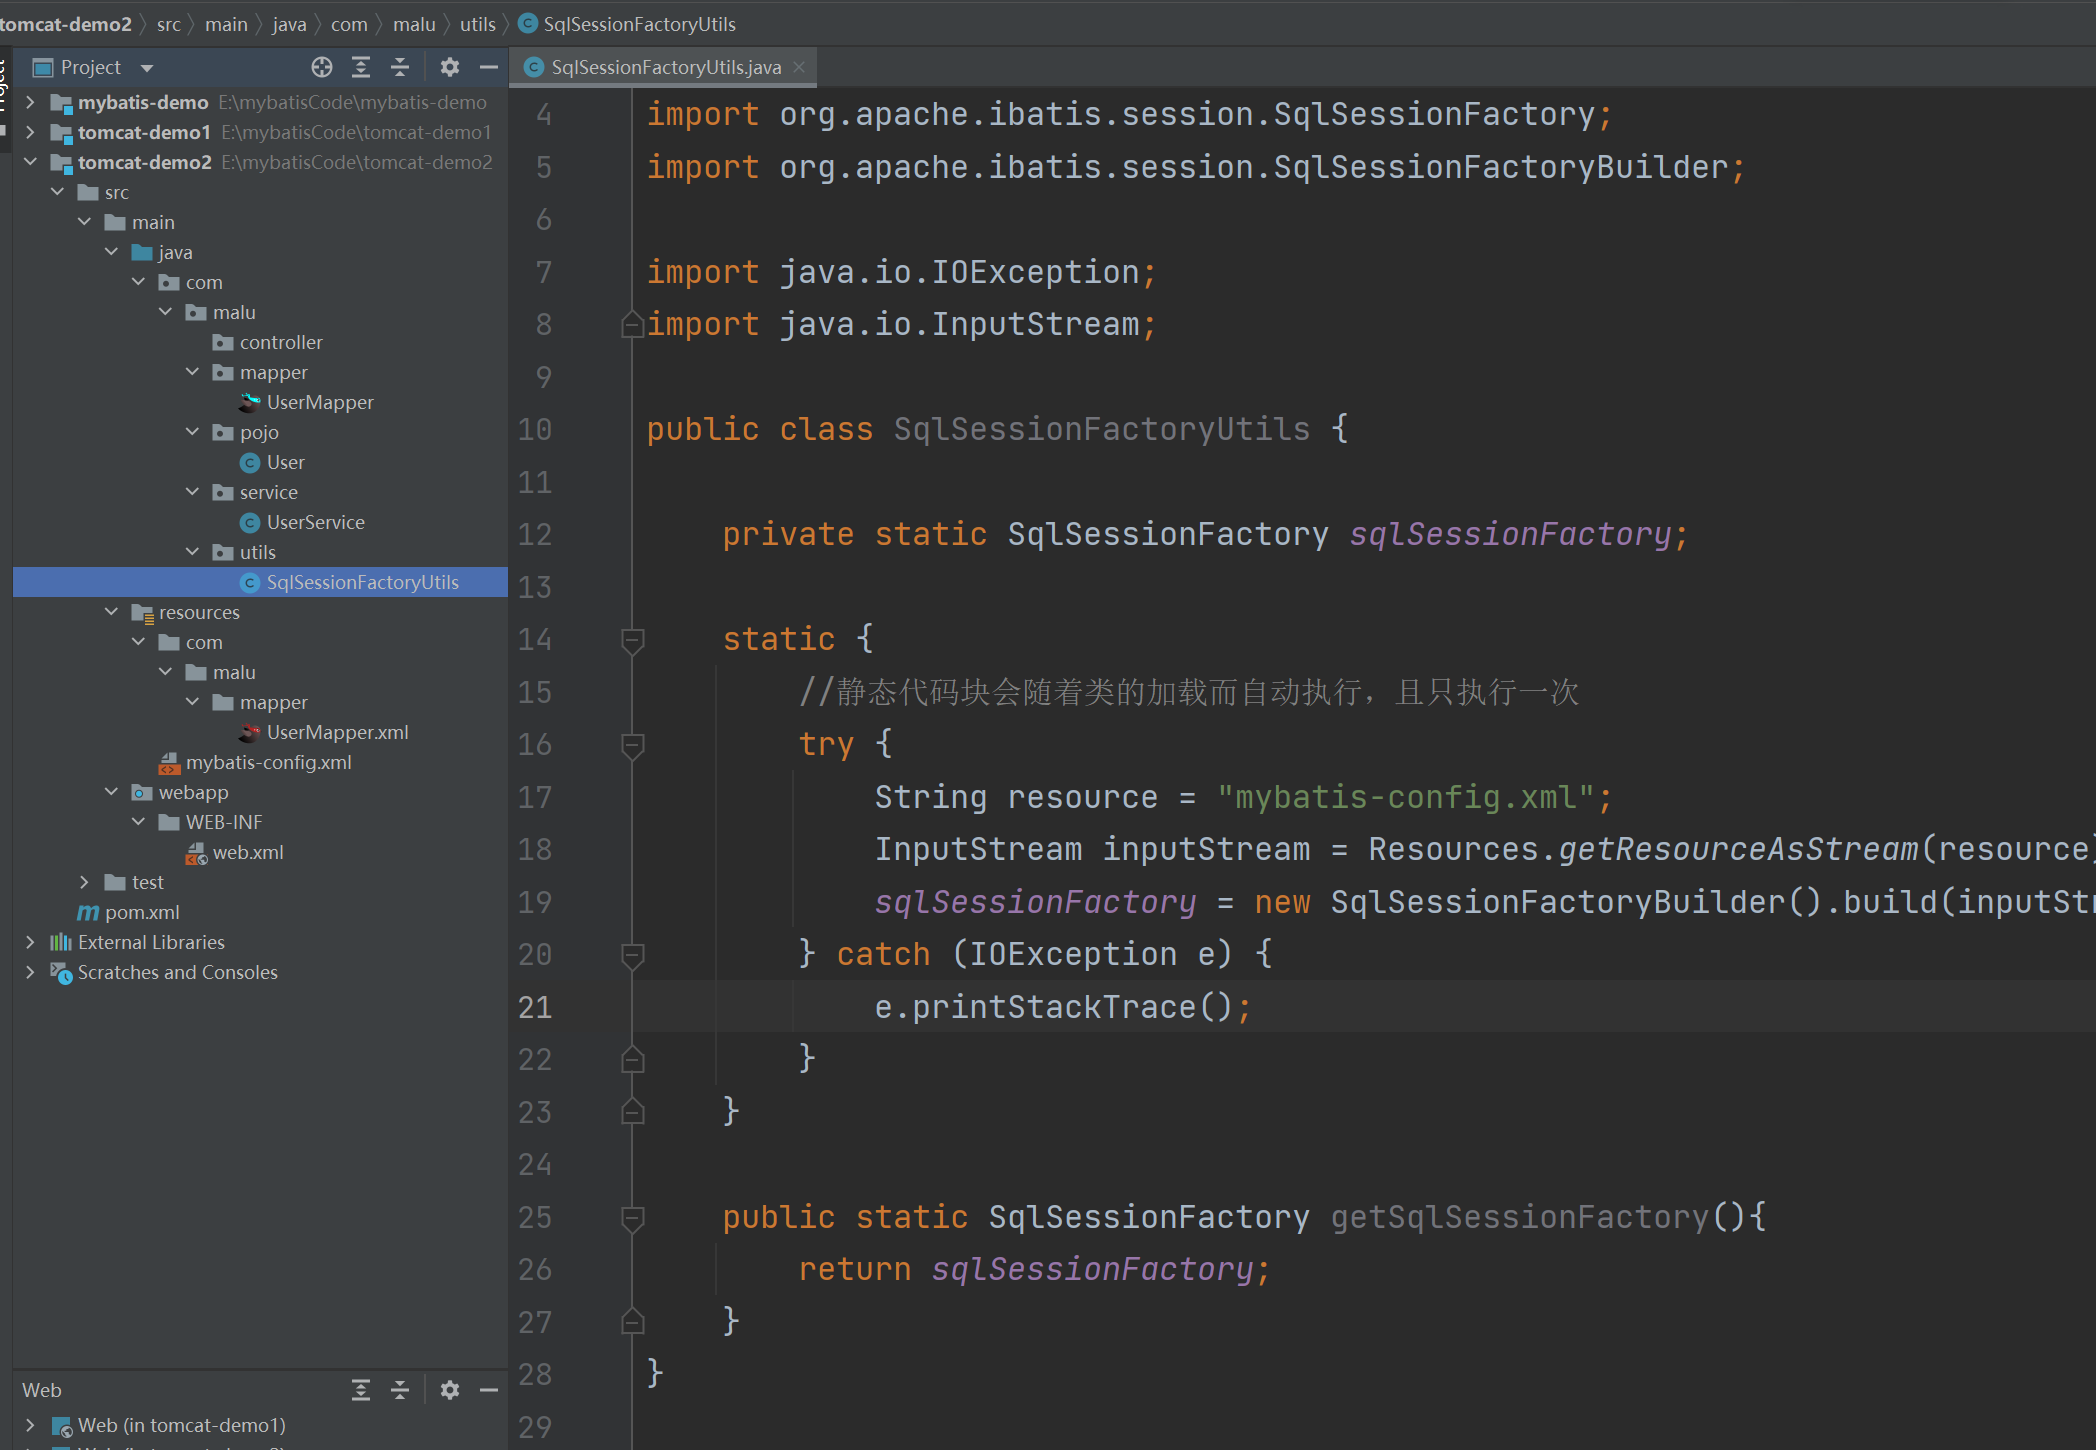 tomcat-demo2 src main java com malu utils SqlSessionFactoryUtils
Project
mybatis-demo E:\mybatisCode\mybatis-demo
tomcat-demo1 E:\mybatisCode\tomcat-demo1
tomcat-demo2 E:\mybatisCode\tomcat-demo2
src
main
java
com
malu
controller
mapper
UserMapper
pojo
User
service
UserService
utils
SqlSessionFactoryUtils
resources
com
malu
mapper
UserMapper.xml
mybatis-config.xml
webapp
WEB-INF
web.xml
test
pom.xml
External Libraries
Scratches and Consoles
Web
Web (in tomcat-demo1)
SqlSessionFactoryUtils.java
4 import org.apache.ibatis.session.SqlSessionFactory;
5 import org.apache.ibatis.session.SqlSessionFactoryBuilder;
6
7 import java.io.IOException;
8 import java.io.InputStream;
9
10 public class SqlSessionFactoryUtils {
11
12 private static SqlSessionFactory sqlSessionFactory;
13
14 static {
15 //静态代码块会随着类的加载而自动执行，且只执行一次
16 try {
17 String resource = "mybatis-config.xml";
18 InputStream inputStream = Resources.getResourceAsStream(resource)
19 sqlSessionFactory = new SqlSessionFactoryBuilder().build(inputStr
20 } catch (IOException e) {
21 e.printStackTrace();
22 }
23 }
24
25 public static SqlSessionFactory getSqlSessionFactory(){
26 return sqlSessionFactory;
27 }
28 }
29